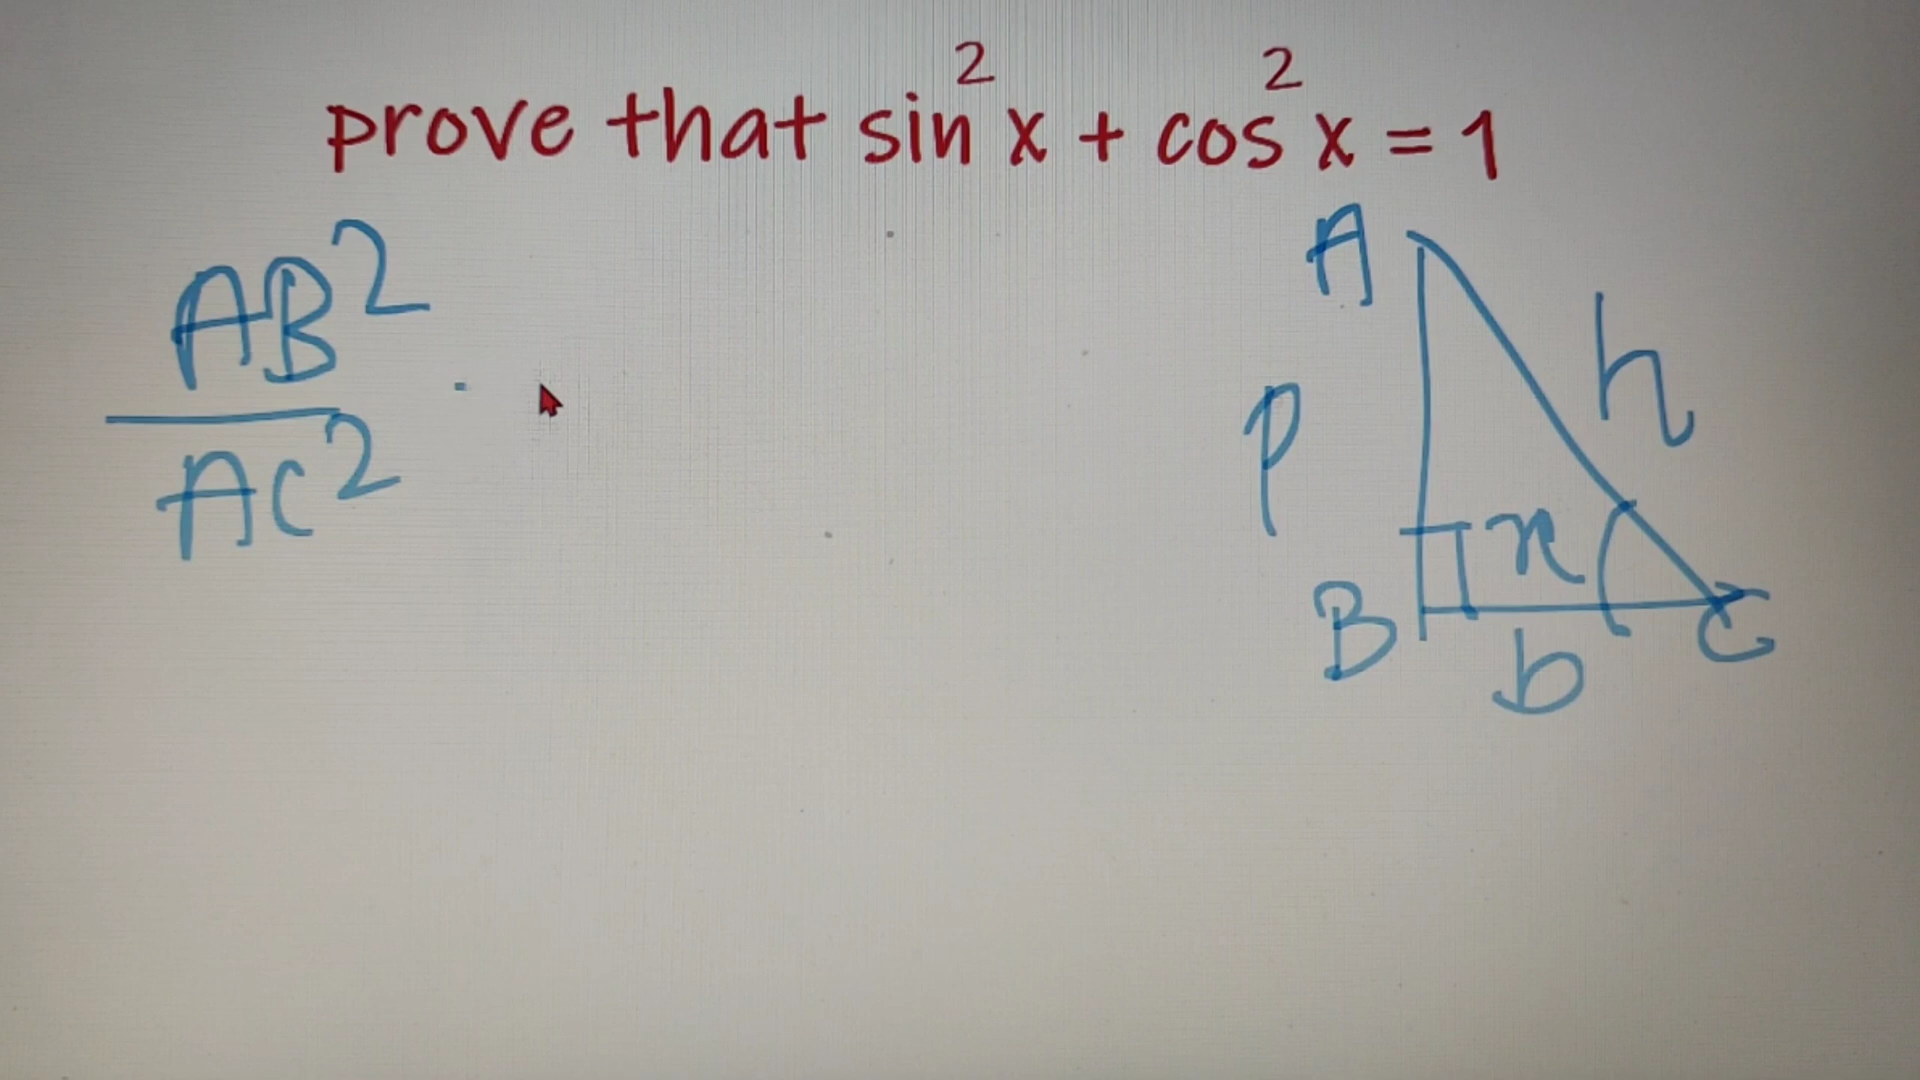 prove that sin²x + cos²x = 1
AB²
AC²
A
h
p
x
B
b
C